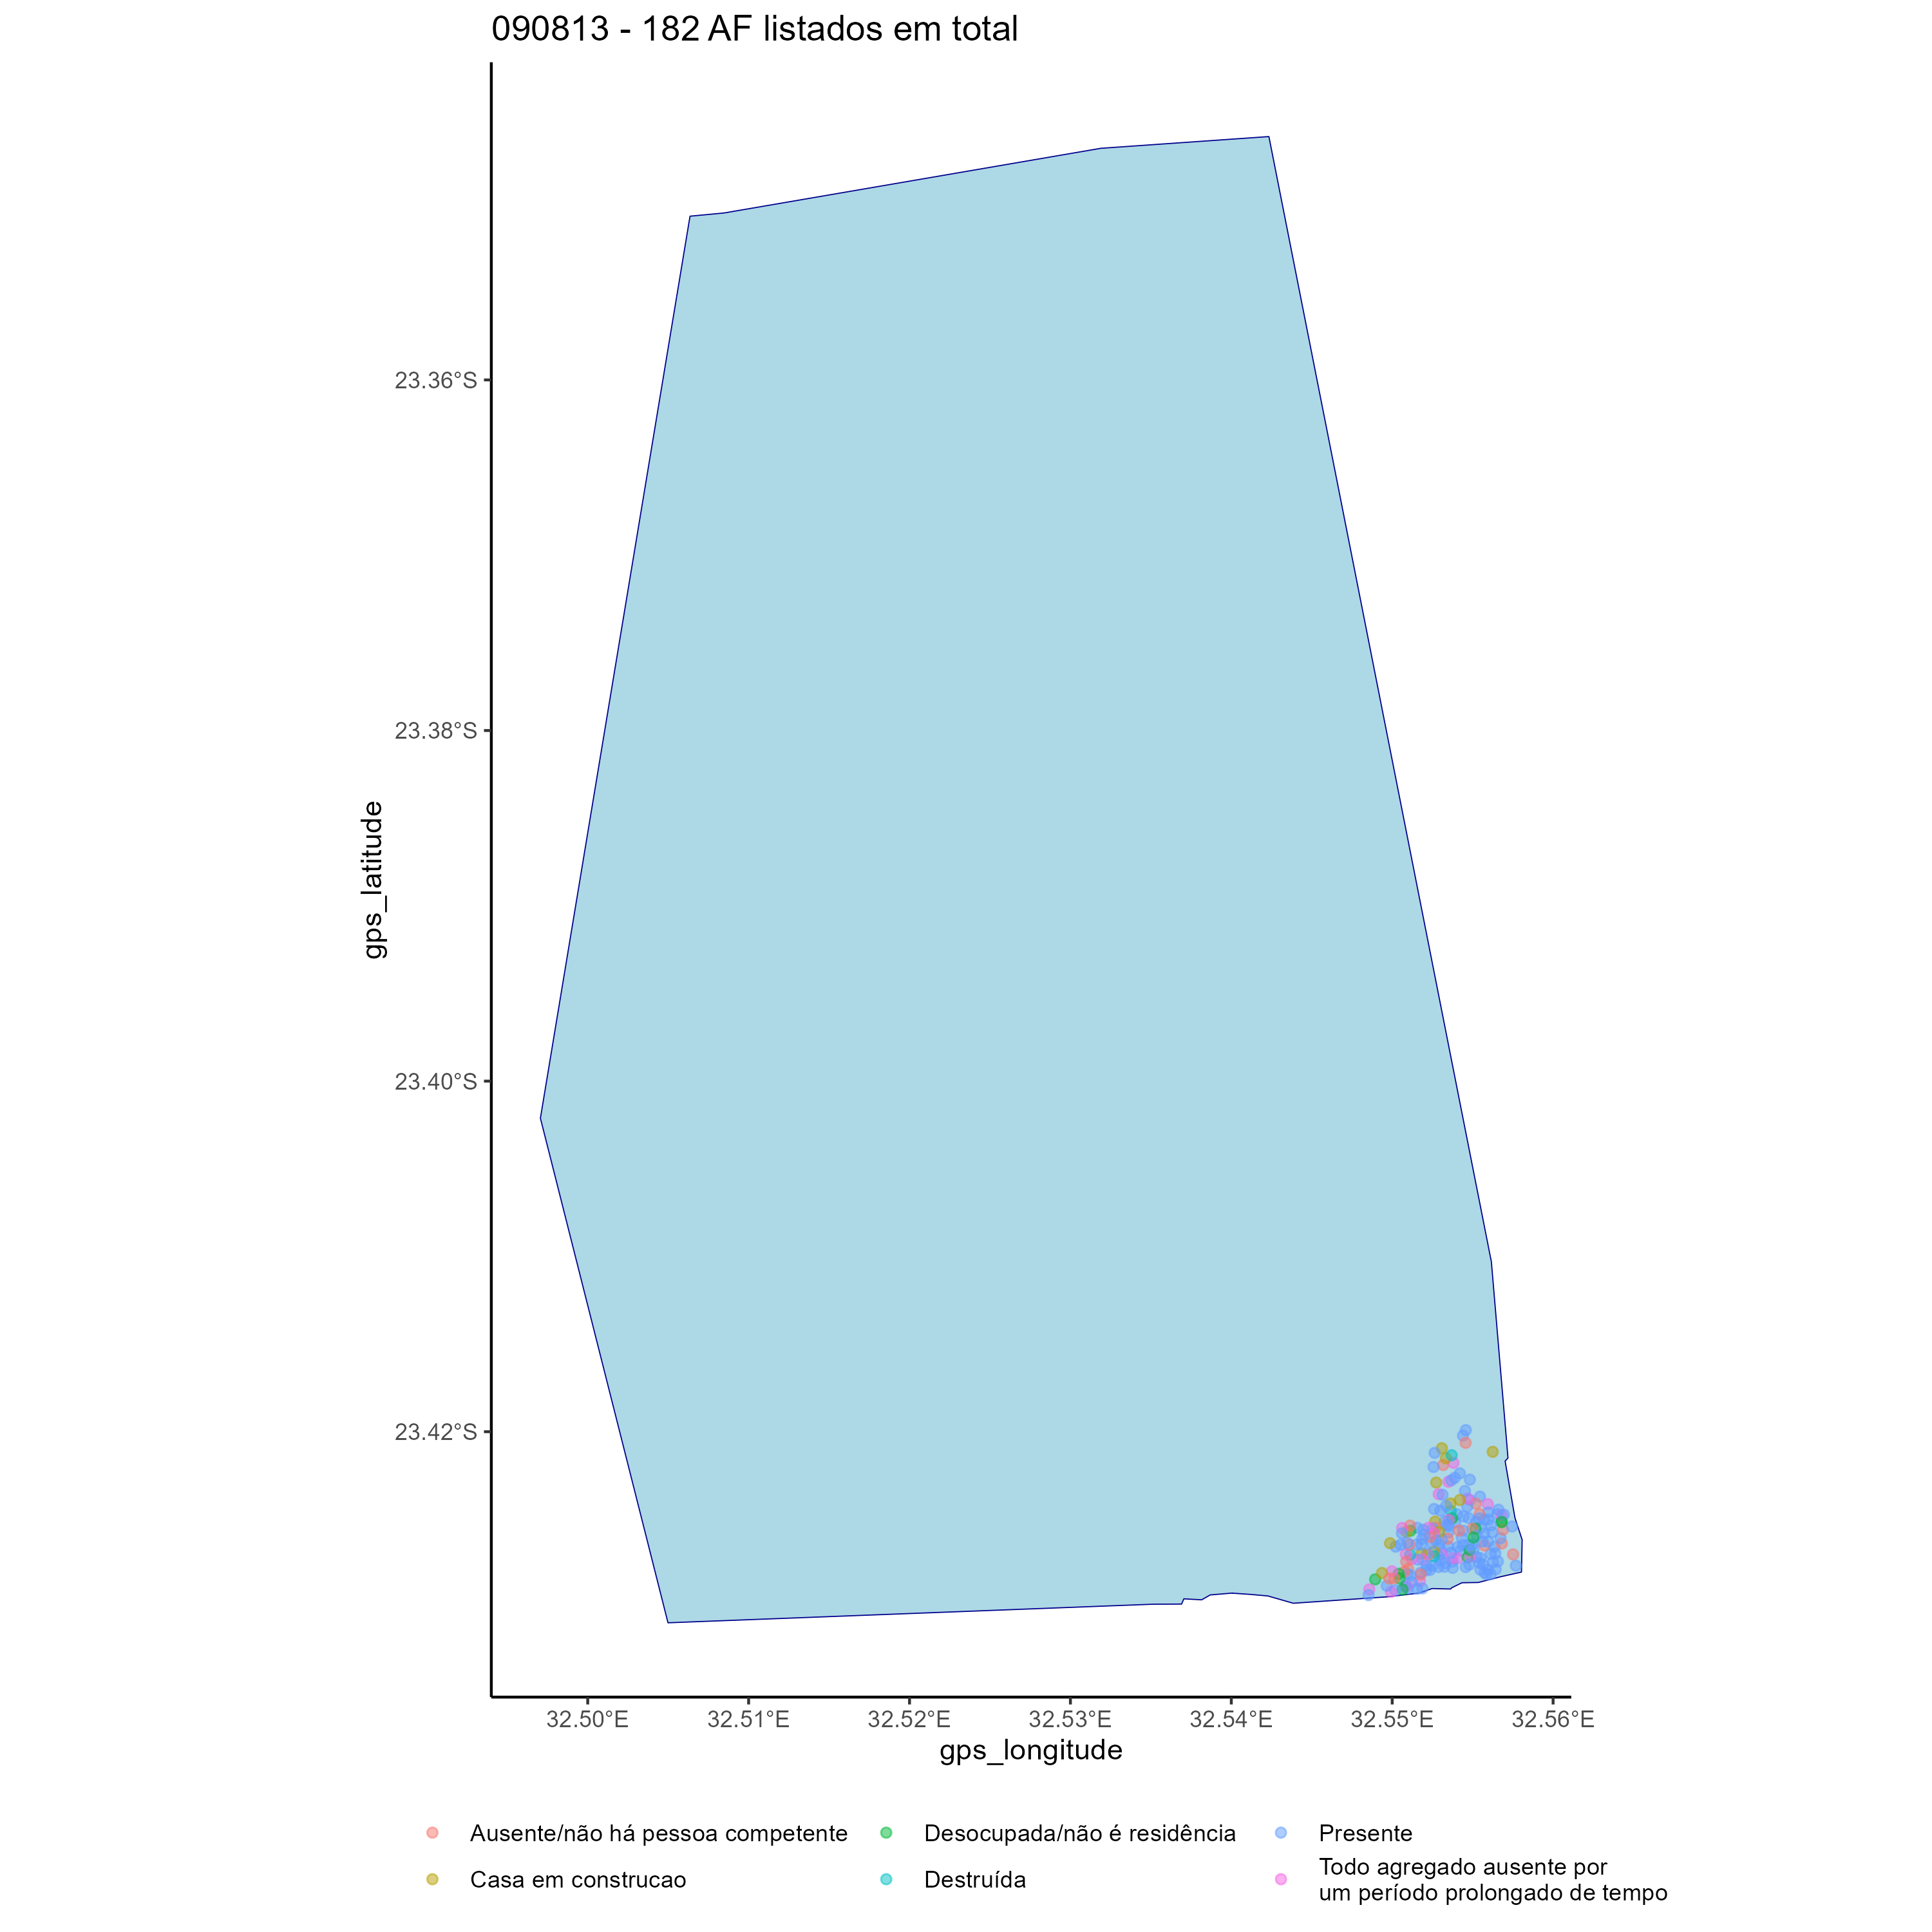 090813 - 182 AF listados em total
23.36°S
23.38°S
23.40°S
23.42°S
gps_latitude
32.50°E
32.51°E
32.52°E
32.53°E
32.54°E
32.55°E
32.56°E
gps_longitude
Ausente/não há pessoa competente
Casa em construcao
Desocupada/não é residência
Destruída
Presente
Todo agregado ausente por
um período prolongado de tempo